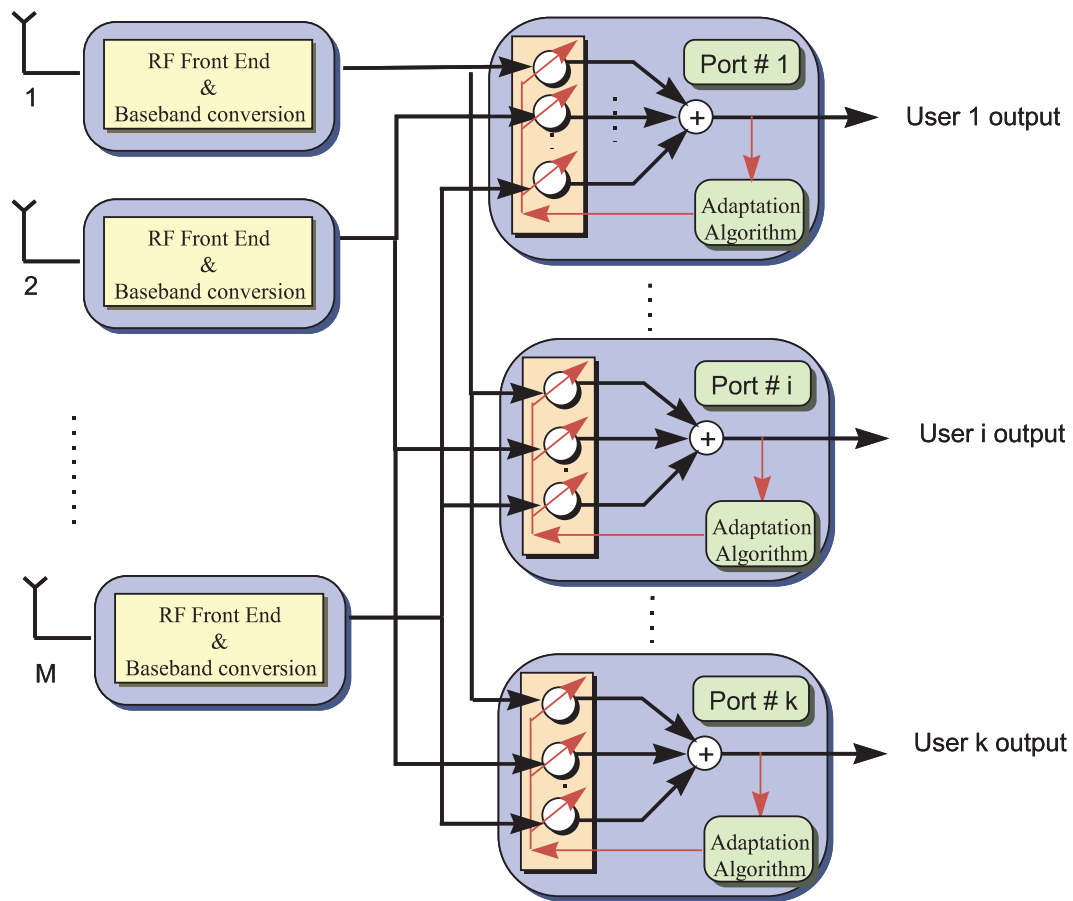 1
RF Front End
&
Baseband conversion
Port # 1
+
User 1 output
Adaptation
Algorithm
2
RF Front End
&
Baseband conversion
Port # i
+
User i output
Adaptation
Algorithm
M
RF Front End
&
Baseband conversion
Port # k
+
User k output
Adaptation
Algorithm